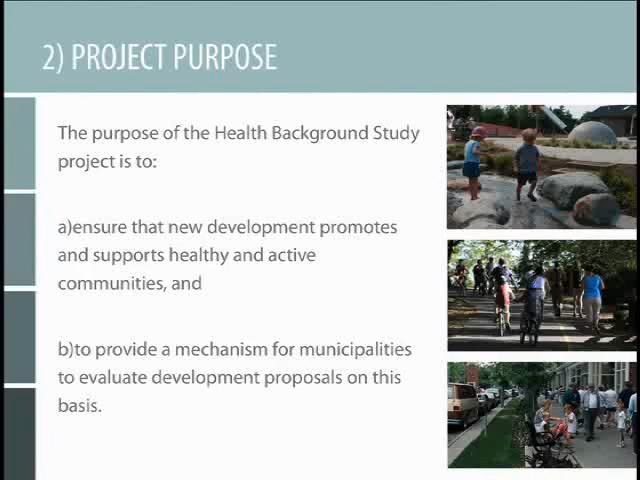 2) PROJECT PURPOSE
The purpose of the Health Background Study
project is to:
a)ensure that new development promotes
and supports healthy and active
communities, and
b)to provide a mechanism for municipalities
to evaluate development proposals on this
basis.